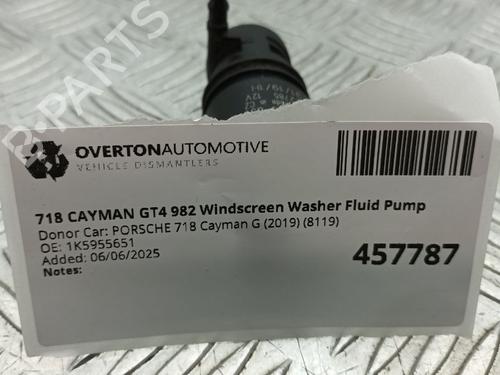 OVERTONAUTOMOTIVE
VEHICLE DISMANTLERS
718 CAYMAN GT4 982 Windscreen Washer Fluid Pump
Donor Car: PORSCHE 718 Cayman G (2019) (8119)
OE: 1K5955651
Added: 06/06/2025
Notes:
457787
B-PARTS